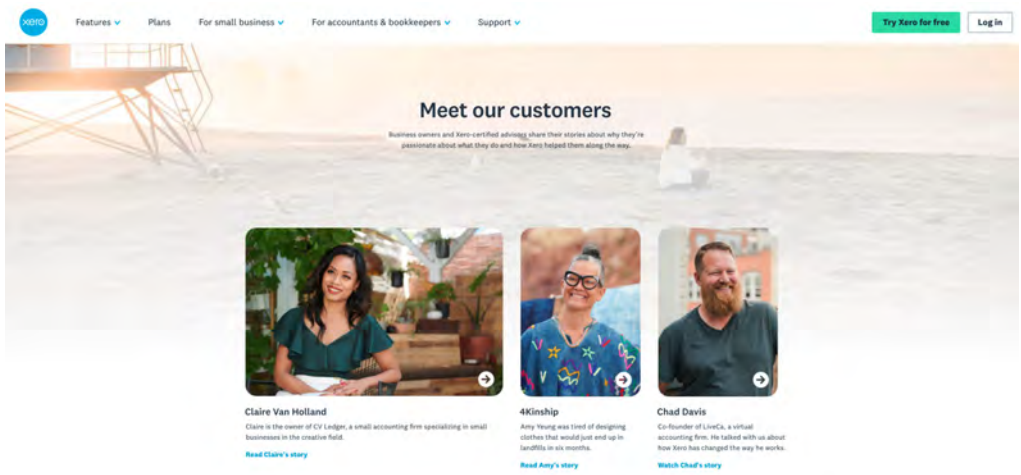 xero
Features
Plans
For small business
For accountants & bookkeepers
Support
Try Xero for free
Log in
Meet our customers
Business owners and Xero-certified advisors share their stories about why they're
passionate about what they do and how Xero helped them along the way.
Claire Van Holland
Claire is the owner of CV Ledger, a small accounting firm specializing in small
businesses in the creative field.
Read Claire's story
4Kinship
Amy Yeung was tired of designing
clothes that would just end up in
landfills in six months.
Read Amy's story
Chad Davis
Co-founder of LiveCa, a virtual
accounting firm. He talked with us about
how Xero has changed the way he works.
Watch Chad's story